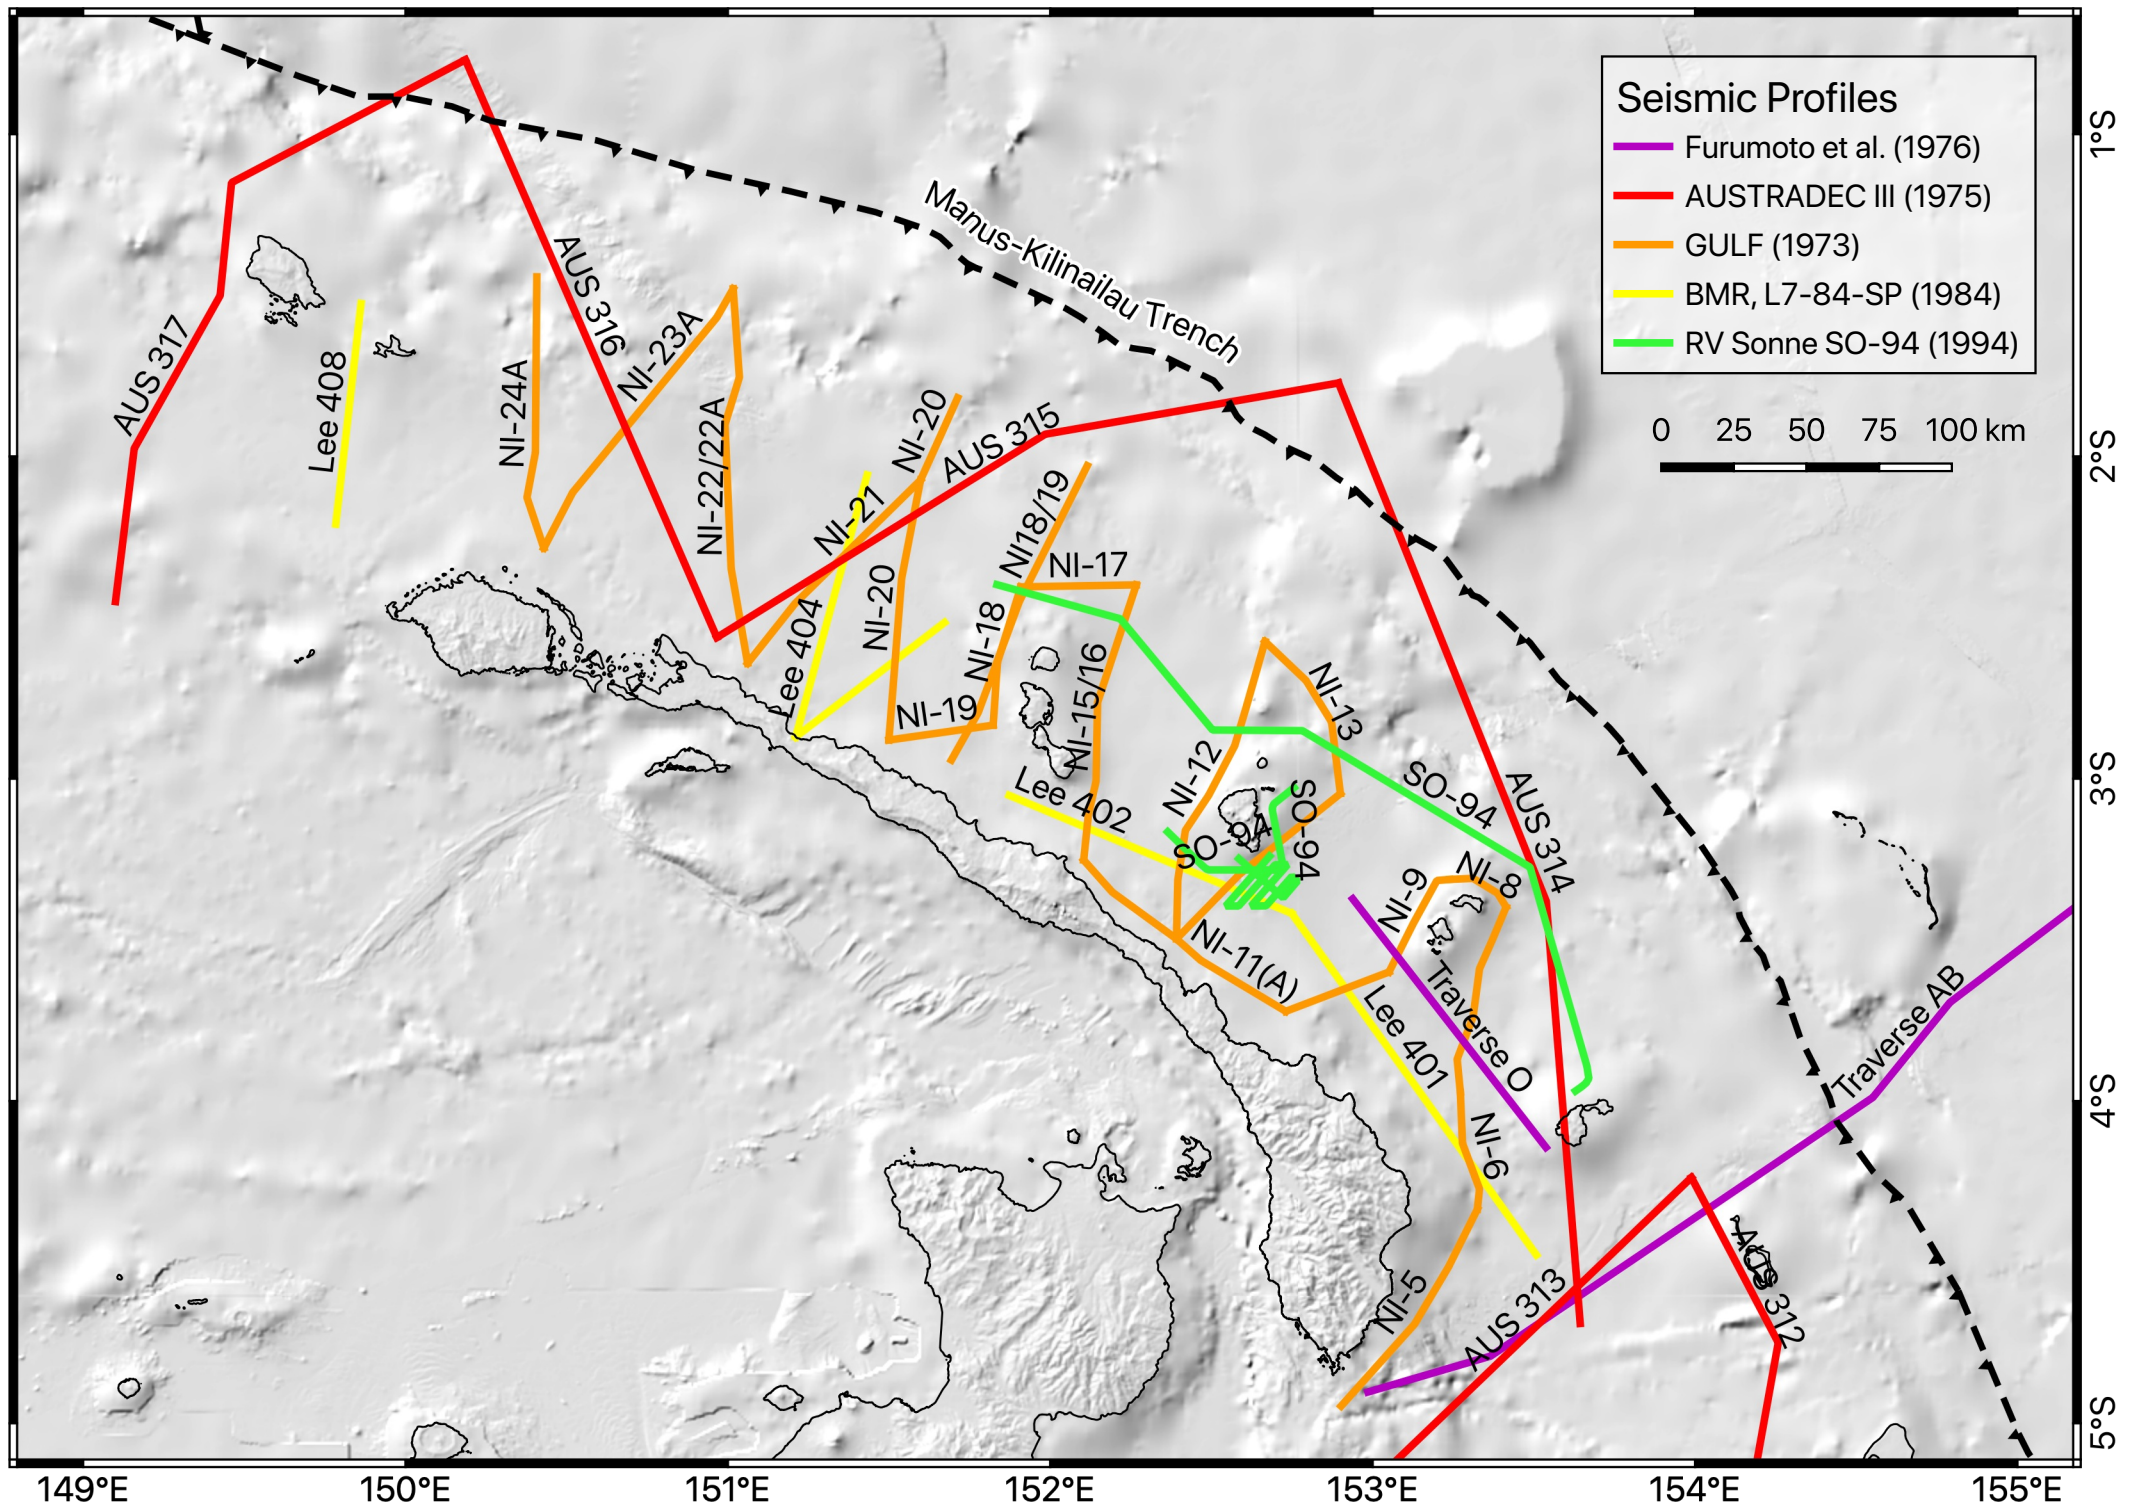 Seismic Profiles
Furumoto et al. (1976)
AUSTRADEC III (1975)
GULF (1973)
BMR, L7-84-SP (1984)
RV Sonne SO-94 (1994)
0 25 50 75 100 km
Manus-Kilinailau Trench
AUS 317
AUS 316
Lee 408
NI-24A
NI-23A
NI-22/22A
NI-20
AUS 315
NI-21
NI18/19
NI-17
NI-20
NI-18
Lee 404
NI-19
NI-15/16
NI-13
NI-12
Lee 402
SO-94
SO-94
SO-94
AUS 314
NI-9
NI-8
NI-11(A)
Traverse O
Lee 401
Traverse AB
NI-6
NI-5
AUS 313
AUS 312
1°S
2°S
3°S
4°S
5°S
149°E 150°E 151°E 152°E 153°E 154°E 155°E